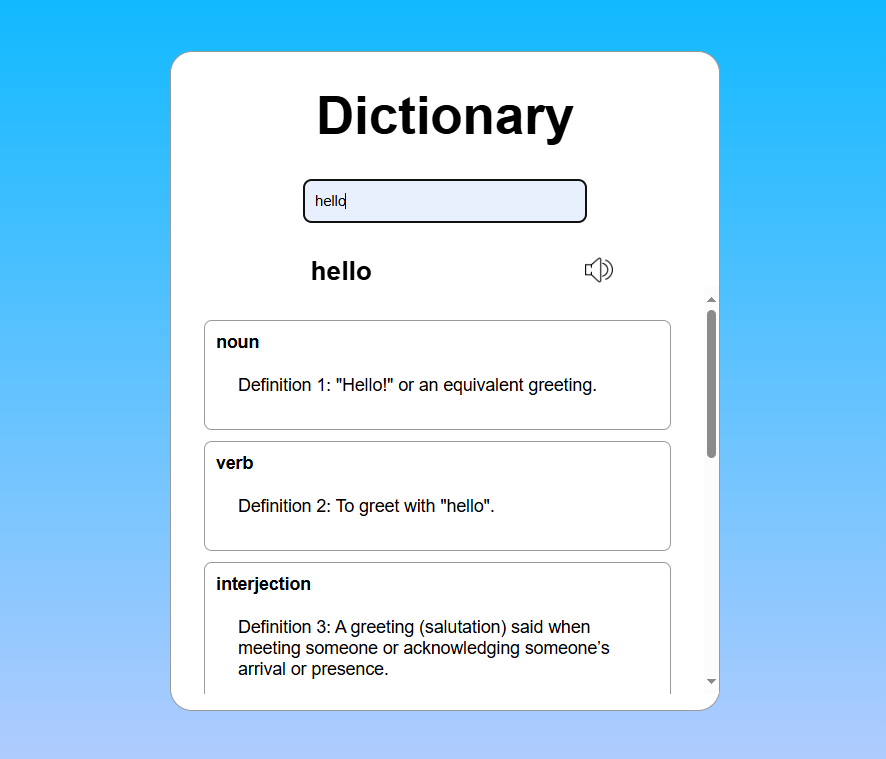 Dictionary
hello
hello
noun
Definition 1: "Hello!" or an equivalent greeting.
verb
Definition 2: To greet with "hello".
interjection
Definition 3: A greeting (salutation) said when
meeting someone or acknowledging someone’s
arrival or presence.